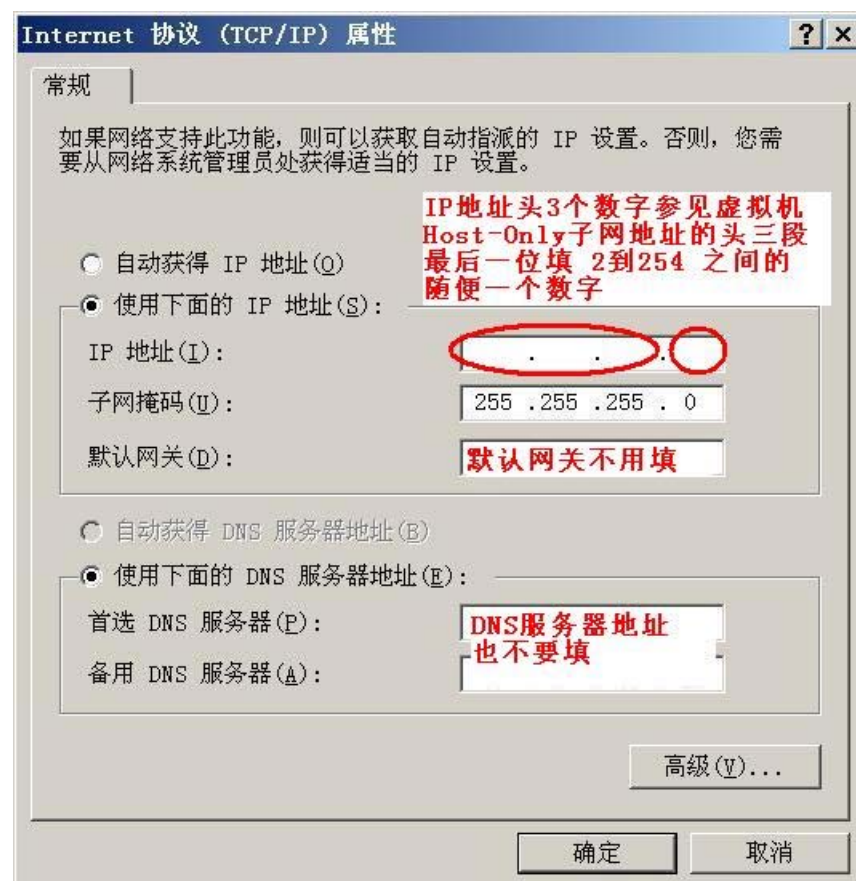 Internet 协议 (TCP/IP) 属性
常规
如果网络支持此功能，则可以获取自动指派的 IP 设置。否则，您需
要从网络系统管理员处获得适当的 IP 设置。
IP地址头3个数字参见虚拟机
Host-Only子网地址的头三段
最后一位填 2到254 之间的
随便一个数字
自动获得 IP 地址(O)
使用下面的 IP 地址(S):
IP 地址(I):
子网掩码(U): 255 .255 .255 . 0
默认网关(D): 默认网关不用填
自动获得 DNS 服务器地址(B)
使用下面的 DNS 服务器地址(E):
首选 DNS 服务器(P): DNS服务器地址
也不要填
备用 DNS 服务器(A):
高级(V)...
确定 取消